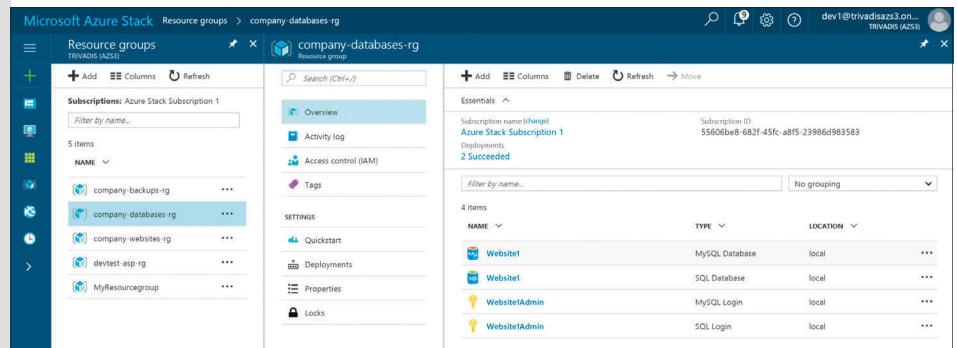 Microsoft Azure Stack Resource groups > company-databases-rg
9
dev1@trivadisazs3.on...
TRIVADIS (AZS3)
Resource groups
TRIVADIS (AZS3)
Add Columns Refresh
Subscriptions: Azure Stack Subscription 1
Filter by name...
5 items
NAME
company-backups-rg ...
company-databases-rg ...
company-websites-rg ...
devtest-asp-rg ...
MyResourcegroup ...
company-databases-rg
Resource group
Search (Ctrl+/)
Overview
Activity log
Access control (IAM)
Tags
SETTINGS
Quickstart
Deployments
Properties
Locks
Add Columns Delete Refresh Move
Essentials
Subscription name (change) Subscription ID
Azure Stack Subscription 1 55606be8-682f-45fc-a8f5-23986d983583
Deployments
2 Succeeded
Filter by name... No grouping
4 items
NAME TYPE LOCATION
Website1 MySQL Database local ...
Website1 SQL Database local ...
Website1Admin MySQL Login local ...
Website1Admin SQL Login local ...